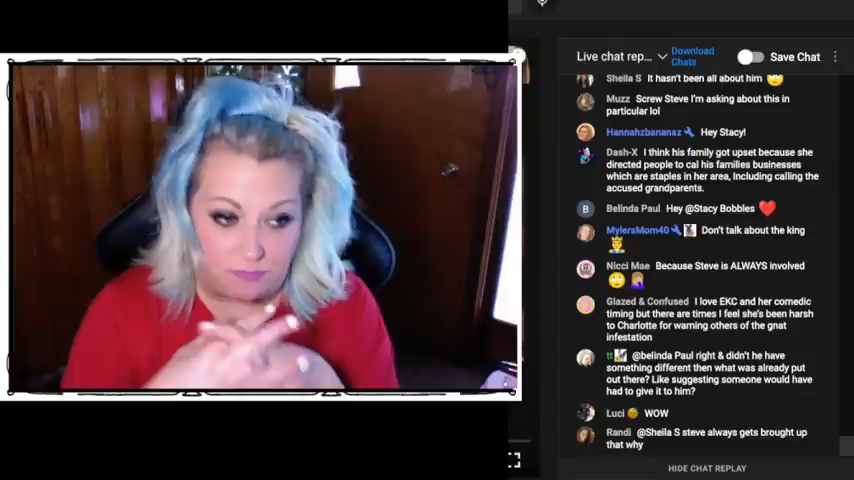 Live chat rep...
Download
Chats
Save Chat
Sheila S It hasn't been all about him 🙄
Muzz Screw Steve I'm asking about this in
particular lol
Hannahzbananaz 🔧 Hey Stacy!
Dash-X I think his family got upset because she
directed people to cal his families businesses
which are staples in her area, Including calling the
accused grandparents.
B Belinda Paul Hey @Stacy Bobbles ❤️
MylersMom40 🔧 Don't talk about the king
🤴
Nicci Mae Because Steve is ALWAYS involved
🙄 🤦🏼‍♀️
Glazed & Confused I love EKC and her comedic
timing but there are times I feel she's been harsh
to Charlotte for warning others of the gnat
infestation
tt @belinda Paul right & didn't he have
something different then what was already put
out there? Like suggesting someone would have
had to give it to him?
Luci WOW
Randi @Sheila S steve always gets brought up
that why
HIDE CHAT REPLAY